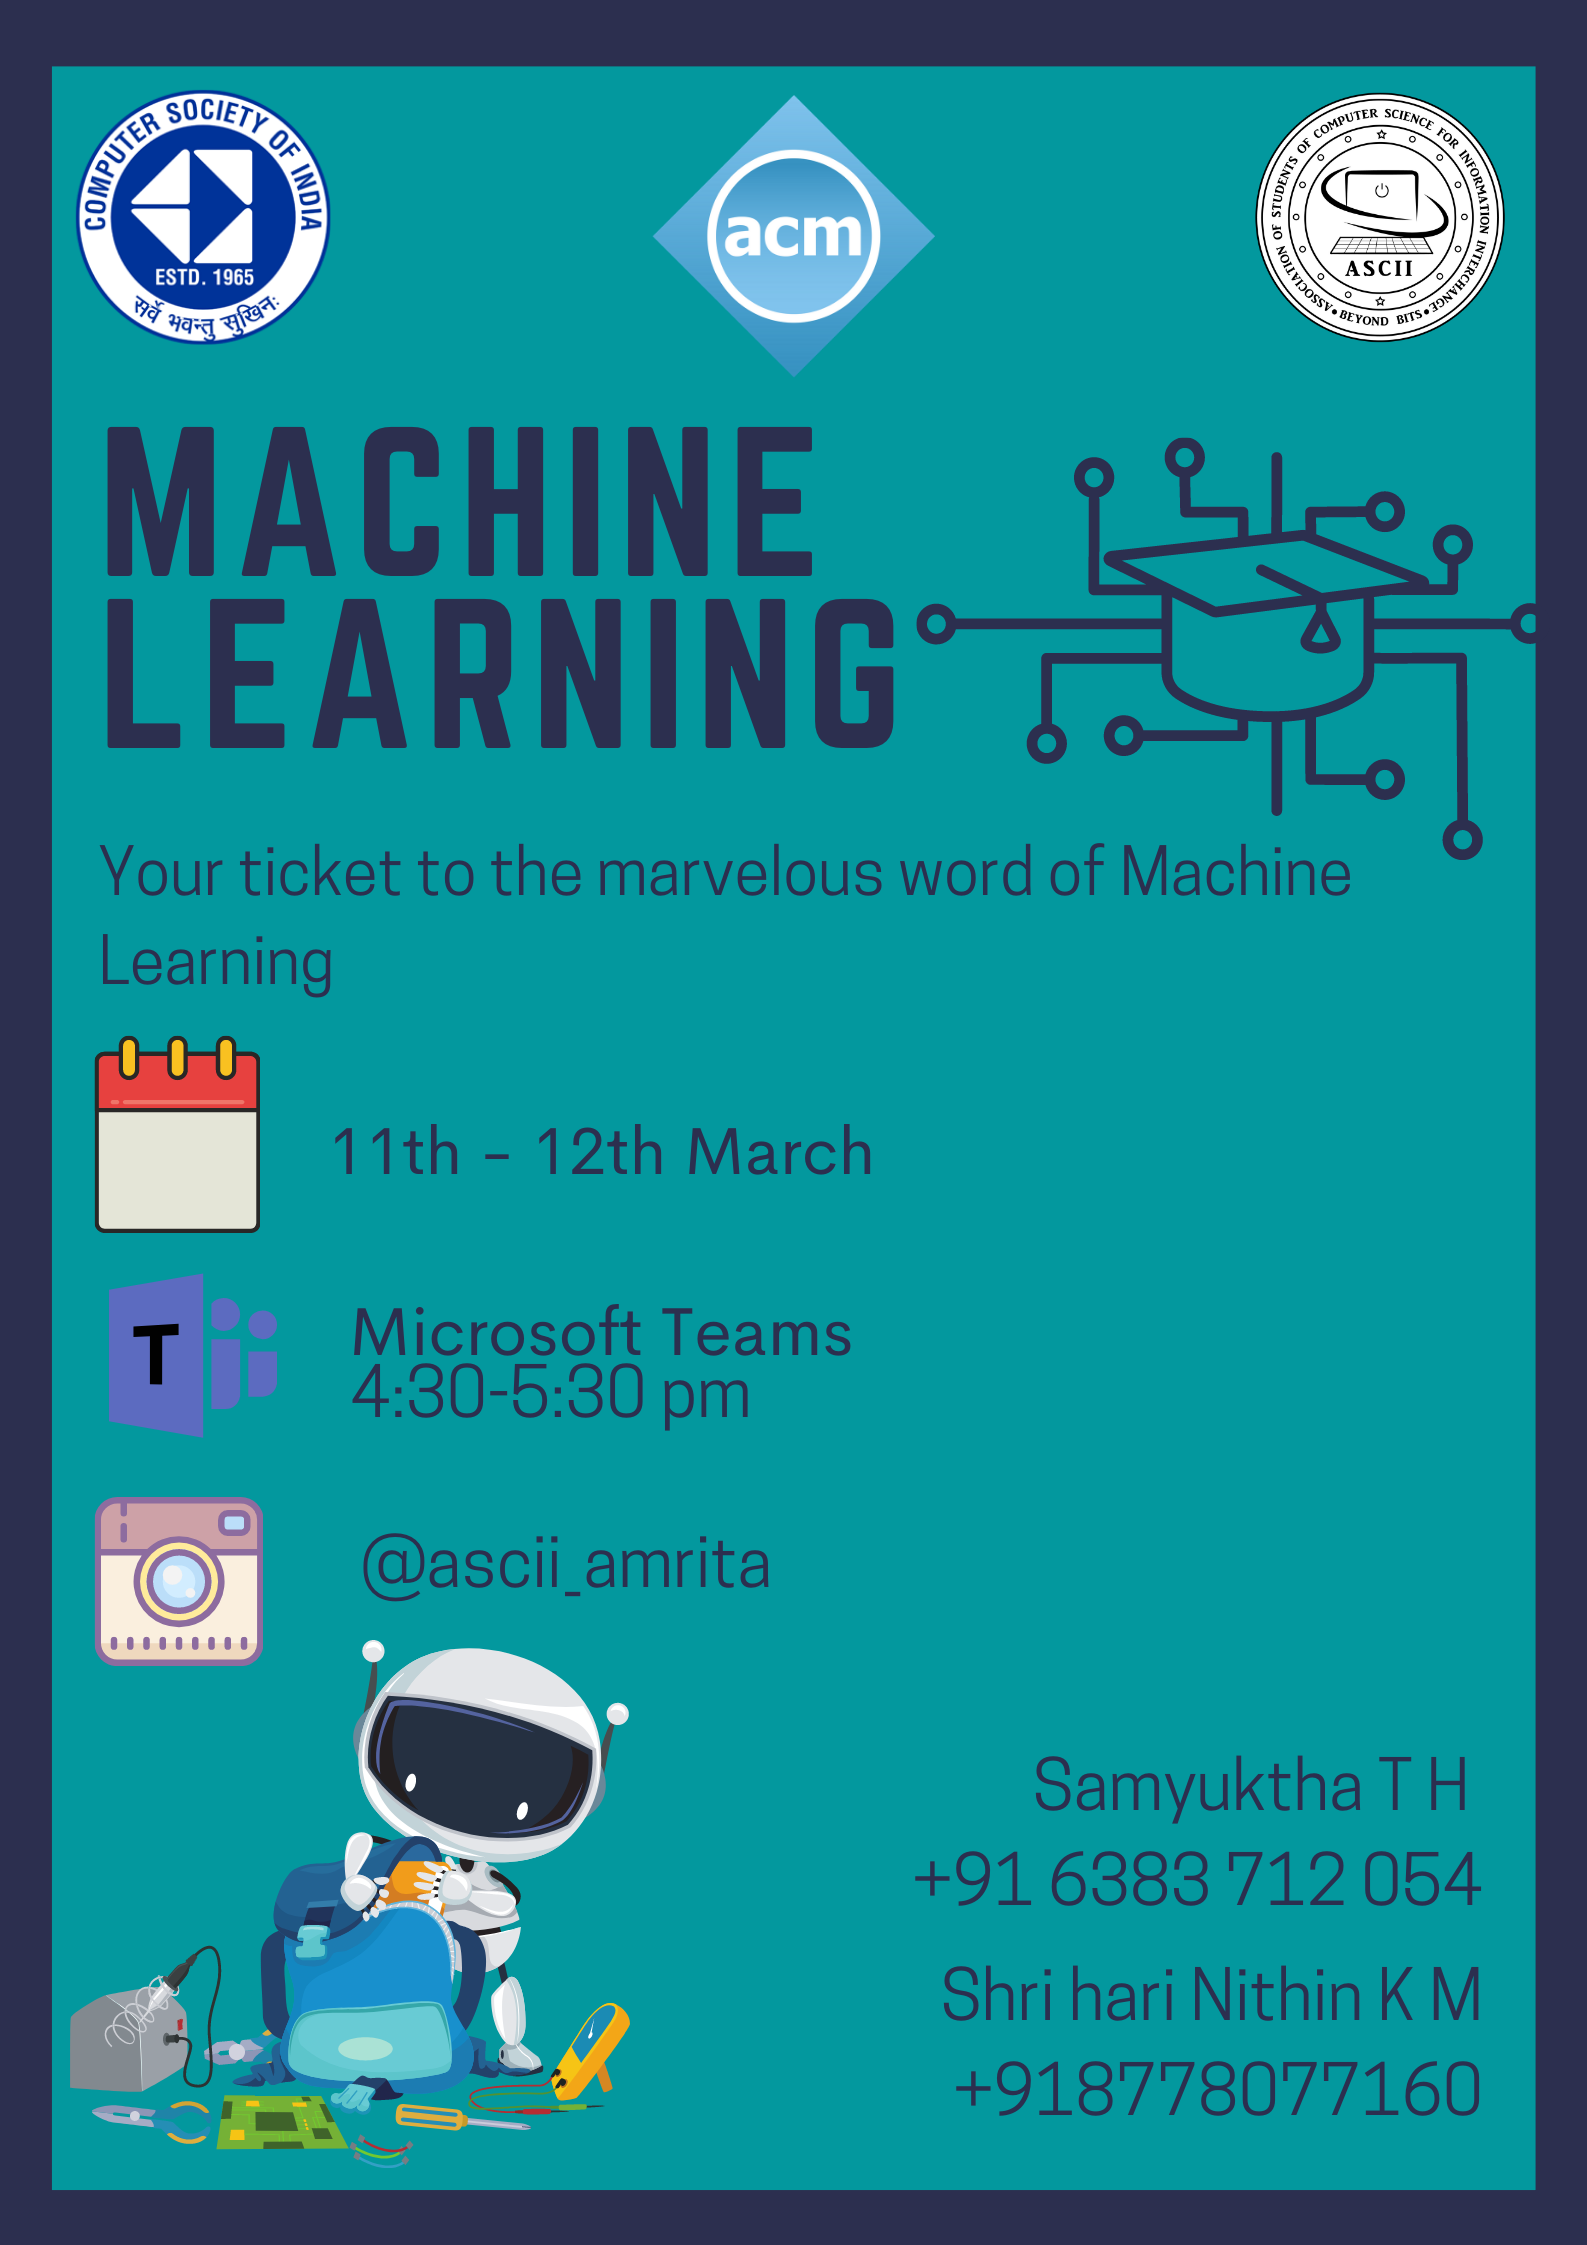 COMPUTER SOCIETY OF INDIA
ESTD. 1965
सर्वे भवन्तु सुखिनः
acm
ASSOCIATION OF STUDENTS OF COMPUTER SCIENCE FOR INFORMATION INTERCHANGE
ASCII
BEYOND BITS
MACHINE
LEARNING
Your ticket to the marvelous word of Machine
Learning
11th - 12th March
T
Microsoft Teams
4:30-5:30 pm
@ascii_amrita
Samyuktha T H
+91 6383 712 054
Shri hari Nithin K M
+918778077160